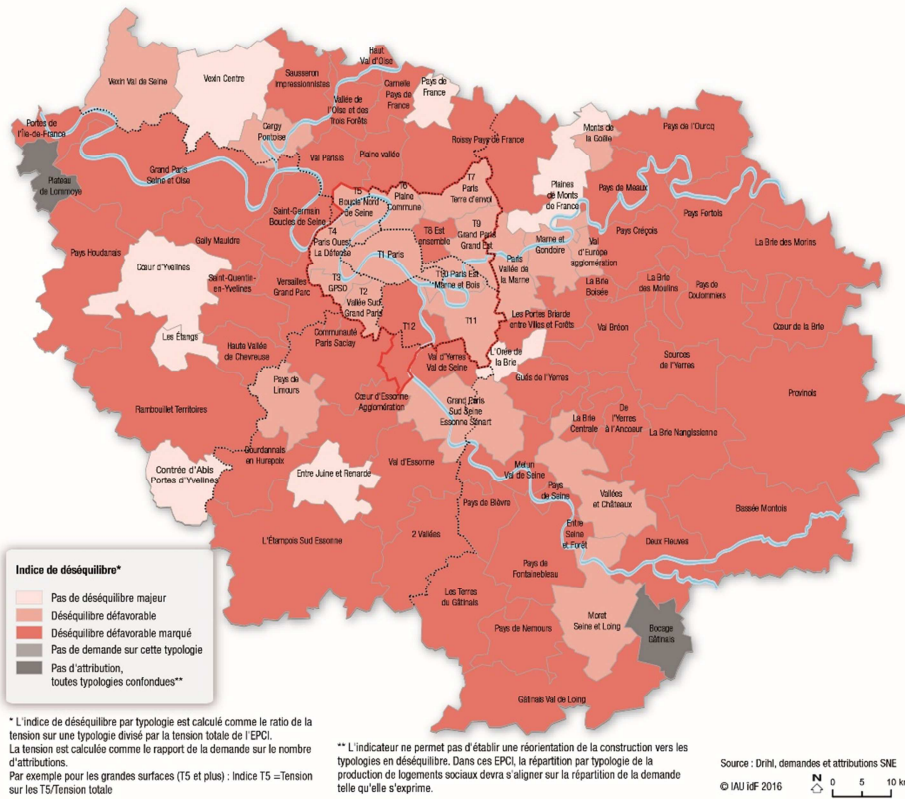 Haut
Val d'Oise
Vexin Val de Seine
Vexin Centre
Sausseron
Impressionnistes
Carnelle
Pays de
France
Pays de
France
Vallée de
l'Oise et des
Trois Forêts
Portes de
l'Île-de-France
Cergy
Pontoise
Roissy Pays de France
Monts de
la Goële
Pays de l'Ourcq
Val Parisis
Plaine vallée
Plateau
de Lommoye
Grand Paris
Seine et Oise
T7
Paris
Terre d'envol
T5
Boucle Nord
de Seine
T6
Plaine
Commune
Plaines
de Monts
de France
Pays de Meaux
Saint-Germain
Boucles de Seine
Pays Fertois
T4
Paris Ouest
La Défense
T8 Est
ensemble
T9
Grand Paris
Grand Est
Pays Créçois
Pays Houdanais
Gally Mauldre
Marne et
Gondoire
Val
d'Europe
agglomération
La Brie des Morins
T1 Paris
Cœur d'Yvelines
Paris
Vallée de
la Marne
Saint-Quentin-
en-Yvelines
Versailles
Grand Parc
T3
GPSO
T10 Paris Est
Marne et Bois
La Brie
Boisée
La Brie
des Moulins
Pays de
Coulommiers
T2
Vallée Sud
Grand Paris
Les Portes Briardes
entre Villes et Forêts
T11
T12
Val Bréon
Cœur de la Brie
Les Étangs
Haute Vallée
de Chevreuse
Communauté
Paris Saclay
L'Orée de
la Brie
Val d'Yerres
Val de Seine
Sources
de l'Yerres
Gués de l'Yerres
Pays de
Limours
Provinois
Rambouillet Territoires
Cœur d'Essonne
Agglomération
Grand Paris
Sud Seine
Essonne Sénart
La Brie
Centrale
De
l'Yerres
à l'Ancoeur
La Brie Nangissienne
Dourdannais
en Hurepoix
Val d'Essonne
Contrée d'Ablis
Portes d'Yvelines
Entre Juine et Renarde
Melun
Val de Seine
Pays
de Seine
Vallées
et Châteaux
Pays de Bièvre
Bassée Montois
L'Étampois Sud Essonne
2 Vallées
Entre
Seine
et Forêt
Deux Fleuves
Pays de
Fontainebleau
Les Terres
du Gâtinais
Moret
Seine et Loing
Bocage
Gâtinais
Pays de Nemours
Gâtinais Val de Loing
Indice de déséquilibre*
Pas de déséquilibre majeur
Déséquilibre défavorable
Déséquilibre défavorable marqué
Pas de demande sur cette typologie
Pas d'attribution,
toutes typologies confondues**
* L'indice de déséquilibre par typologie est calculé comme le ratio de la
tension sur une typologie divisé par la tension totale de l'EPCI.
La tension est calculée comme le rapport de la demande sur le nombre
d'attributions.
Par exemple pour les grandes surfaces (T5 et plus) : Indice T5 =Tension
sur les T5/Tension totale
** L'indicateur ne permet pas d'établir une réorientation de la construction vers les
typologies en déséquilibre. Dans ces EPCI, la répartition par typologie de la
production de logements sociaux devra s'aligner sur la répartition de la demande
telle qu'elle s'exprime.
Source : Drihl, demandes et attributions SNE
© IAU îdF 2016
N
0 5 10 km